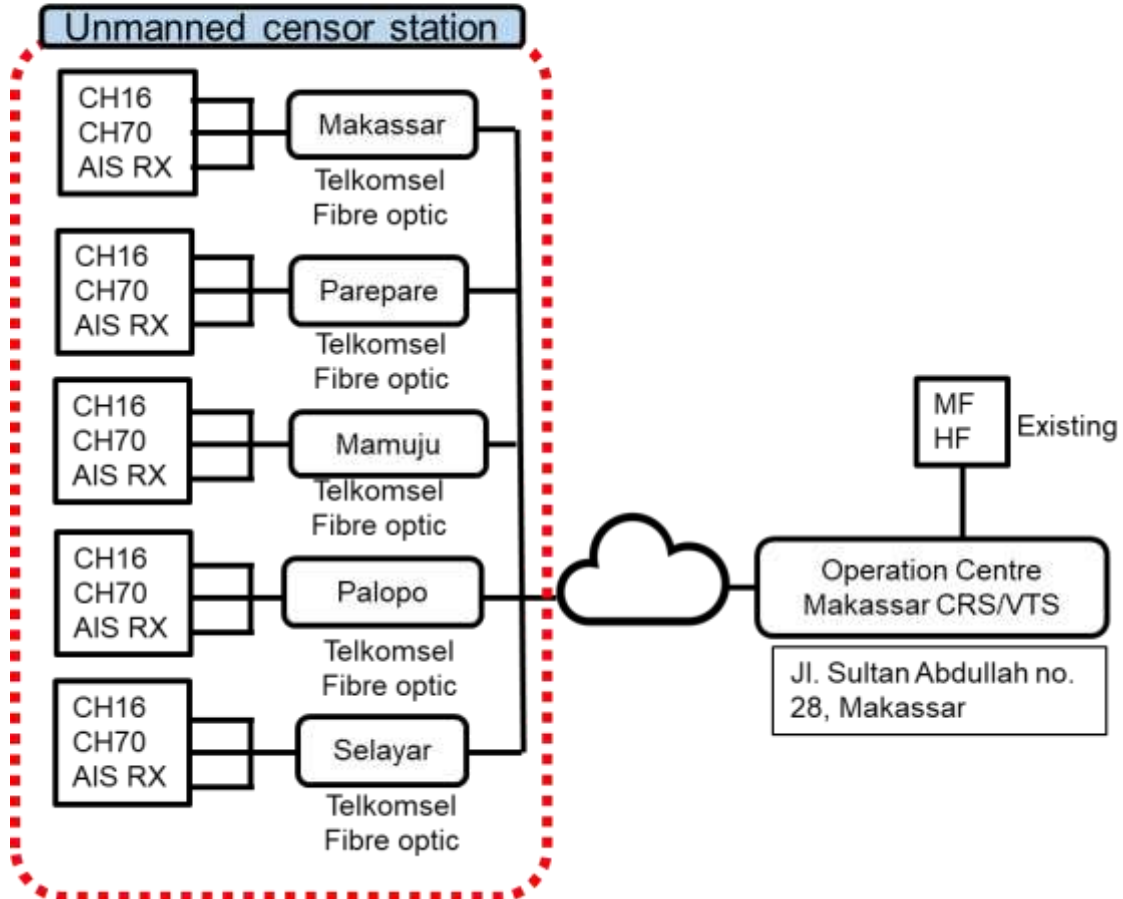 Unmanned censor station
CH16
CH70
AIS RX
Makassar
Telkomsel
Fibre optic
CH16
CH70
AIS RX
Parepare
Telkomsel
Fibre optic
CH16
CH70
AIS RX
Mamuju
Telkomsel
Fibre optic
CH16
CH70
AIS RX
Palopo
Telkomsel
Fibre optic
CH16
CH70
AIS RX
Selayar
Telkomsel
Fibre optic
MF
HF
Existing
Operation Centre
Makassar CRS/VTS
Jl. Sultan Abdullah no.
28, Makassar